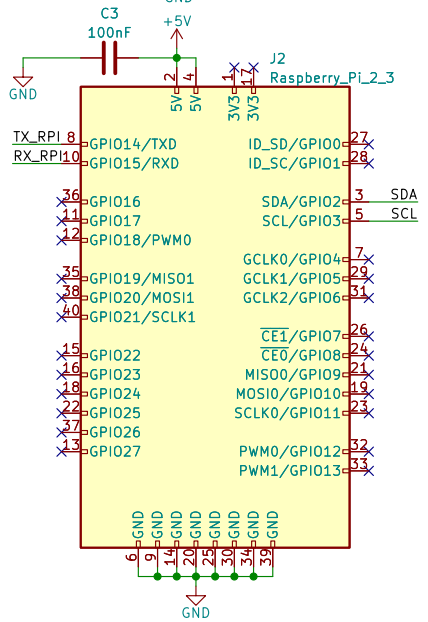 GND
C3
100nF
+5V
J2
Raspberry_Pi_2_3
GND
2 4 1 17
5V 5V 3V3 3V3
TX_RPI 8 GPIO14/TXD ID_SD/GPIO0 27
RX_RPI 10 GPIO15/RXD ID_SC/GPIO1 28
36 GPIO16 SDA/GPIO2 3 SDA
11 GPIO17 SCL/GPIO3 5 SCL
12 GPIO18/PWM0
GCLK0/GPIO4 7
35 GPIO19/MISO1 GCLK1/GPIO5 29
38 GPIO20/MOSI1 GCLK2/GPIO6 31
40 GPIO21/SCLK1
CE1/GPIO7 26
15 GPIO22 CE0/GPIO8 24
16 GPIO23 MISO0/GPIO9 21
18 GPIO24 MOSI0/GPIO10 19
22 GPIO25 SCLK0/GPIO11 23
37 GPIO26
13 GPIO27 PWM0/GPIO12 32
PWM1/GPIO13 33
GND GND GND GND GND GND GND GND
6 9 14 20 25 30 34 39
GND